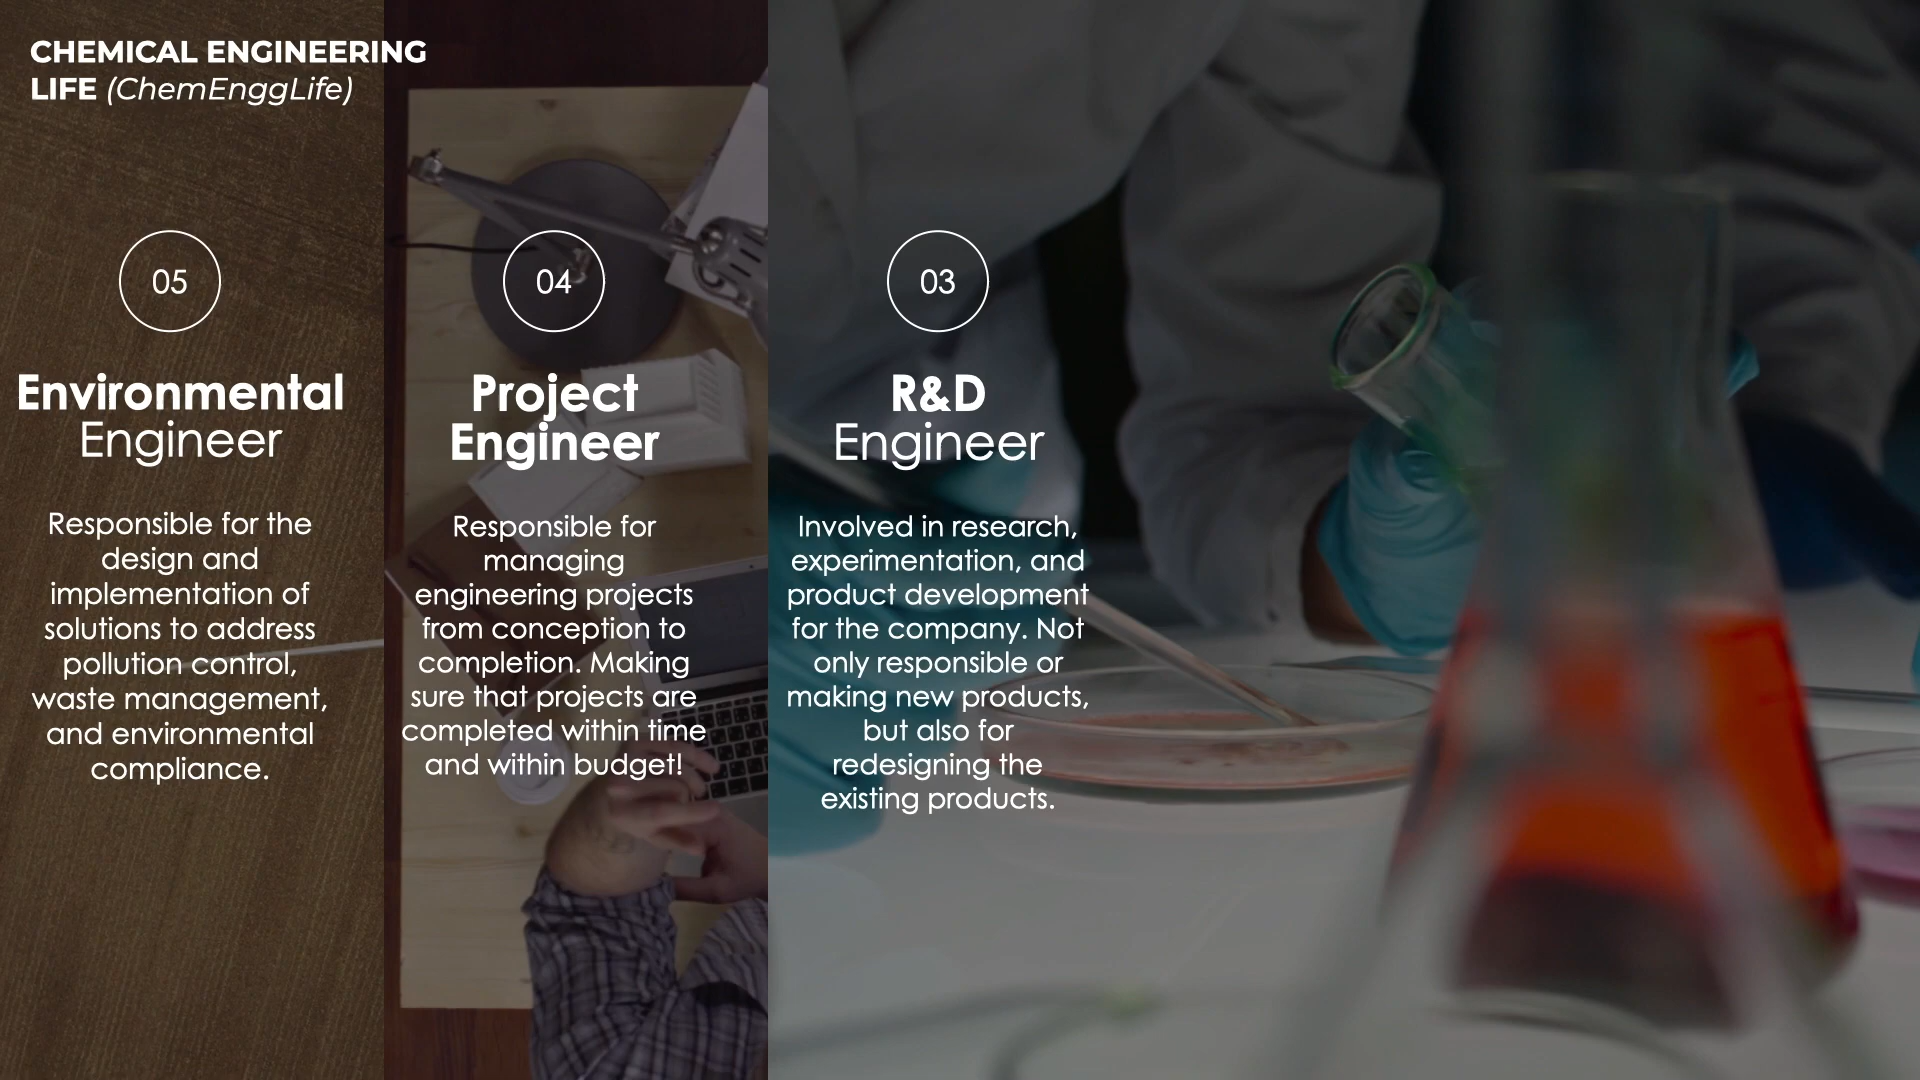 CHEMICAL ENGINEERING
LIFE (ChemEnggLife)
05
Environmental
Engineer
Responsible for the
design and
implementation of
solutions to address
pollution control,
waste management,
and environmental
compliance.
04
Project
Engineer
Responsible for
managing
engineering projects
from conception to
completion. Making
sure that projects are
completed within time
and within budget!
03
R&D
Engineer
Involved in research,
experimentation, and
product development
for the company. Not
only responsible or
making new products,
but also for
redesigning the
existing products.